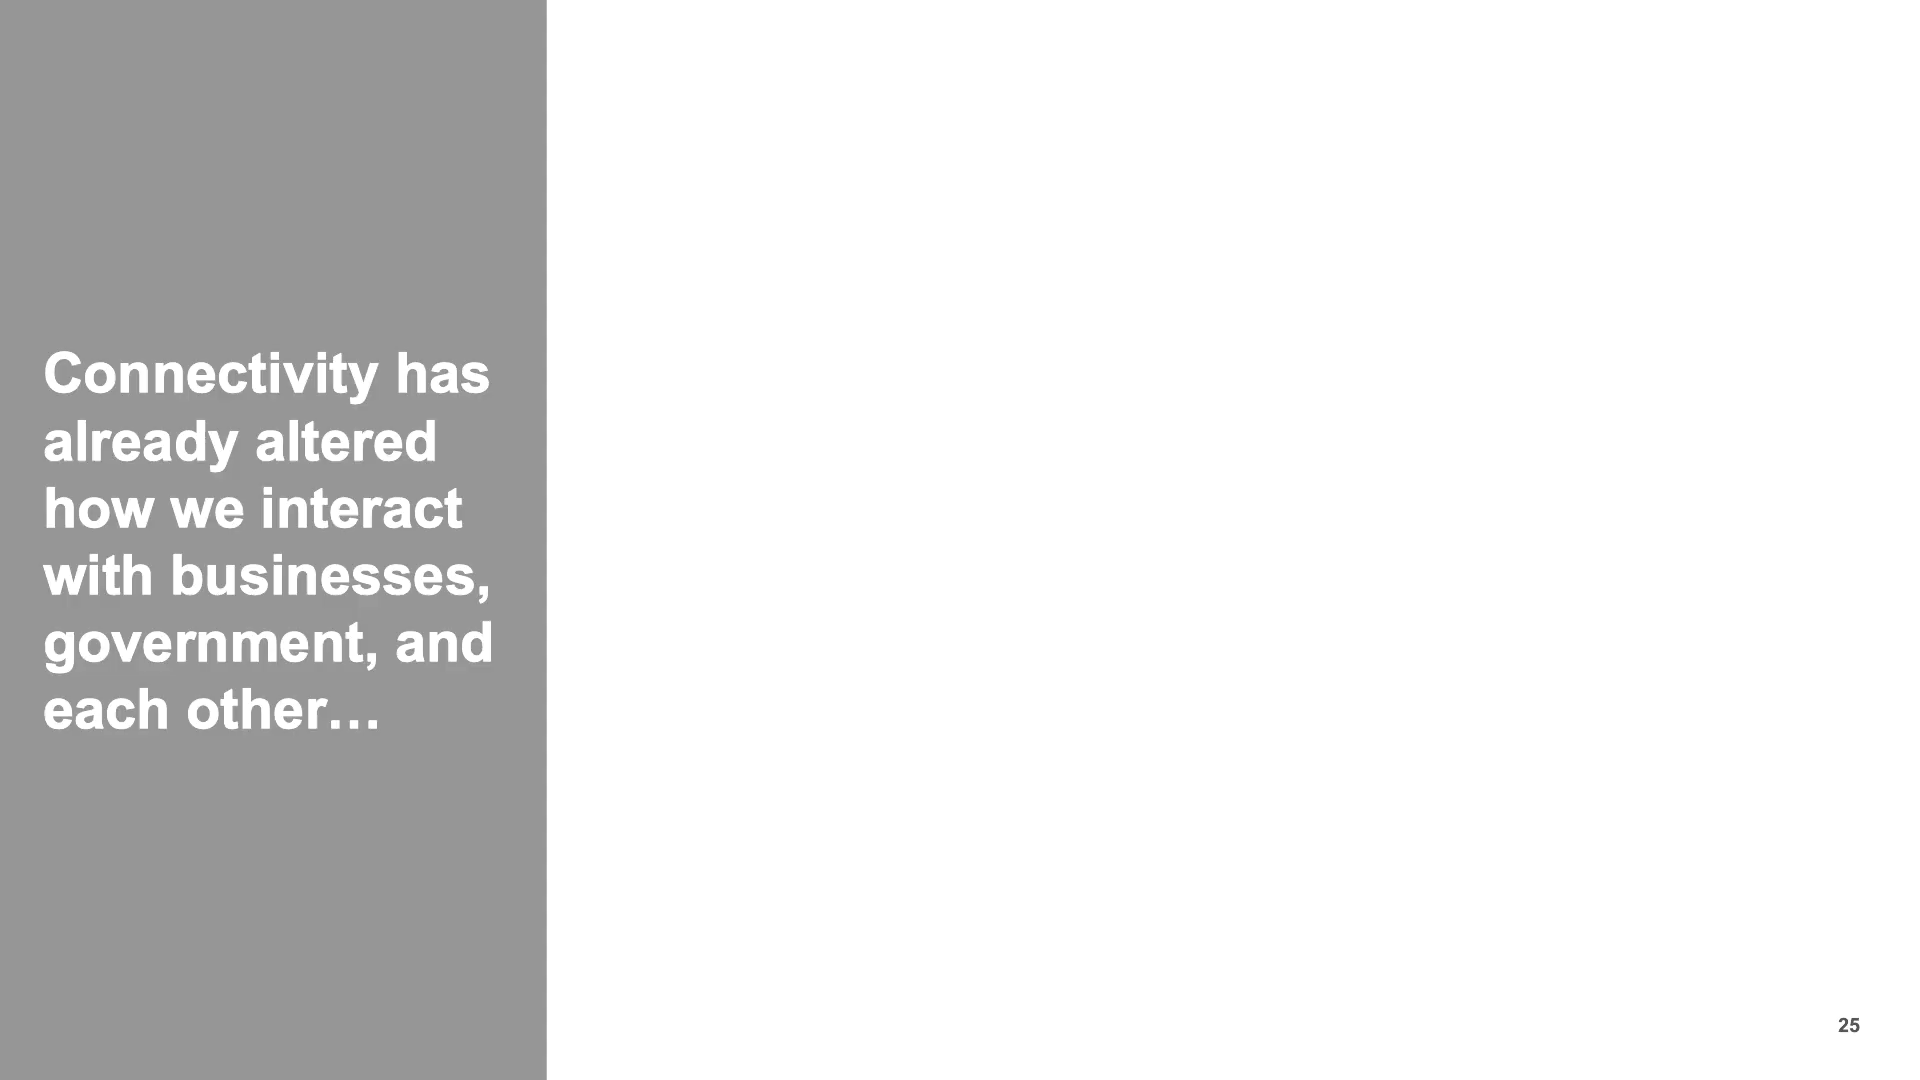 Connectivity has
already altered
how we interact
with businesses,
government, and
each other…
25